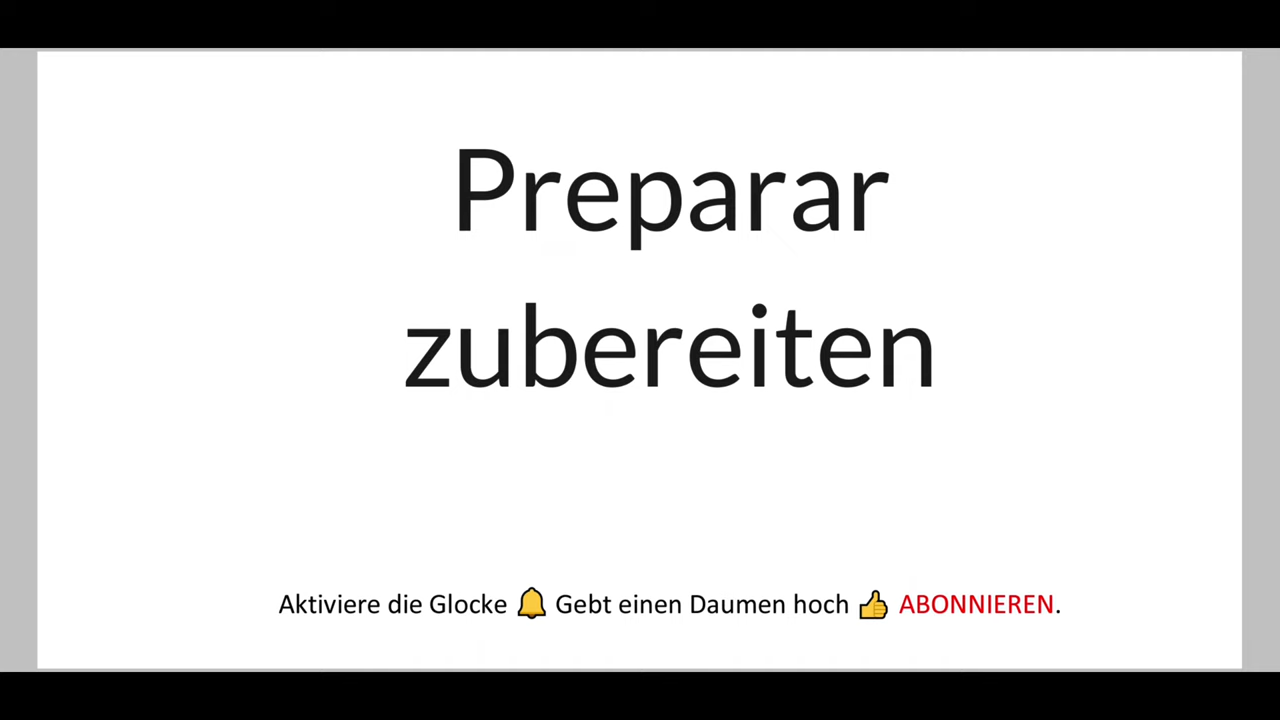 Preparar
zubereiten
Aktiviere die Glocke 🔔 Gebt einen Daumen hoch 👍 ABONNIEREN.